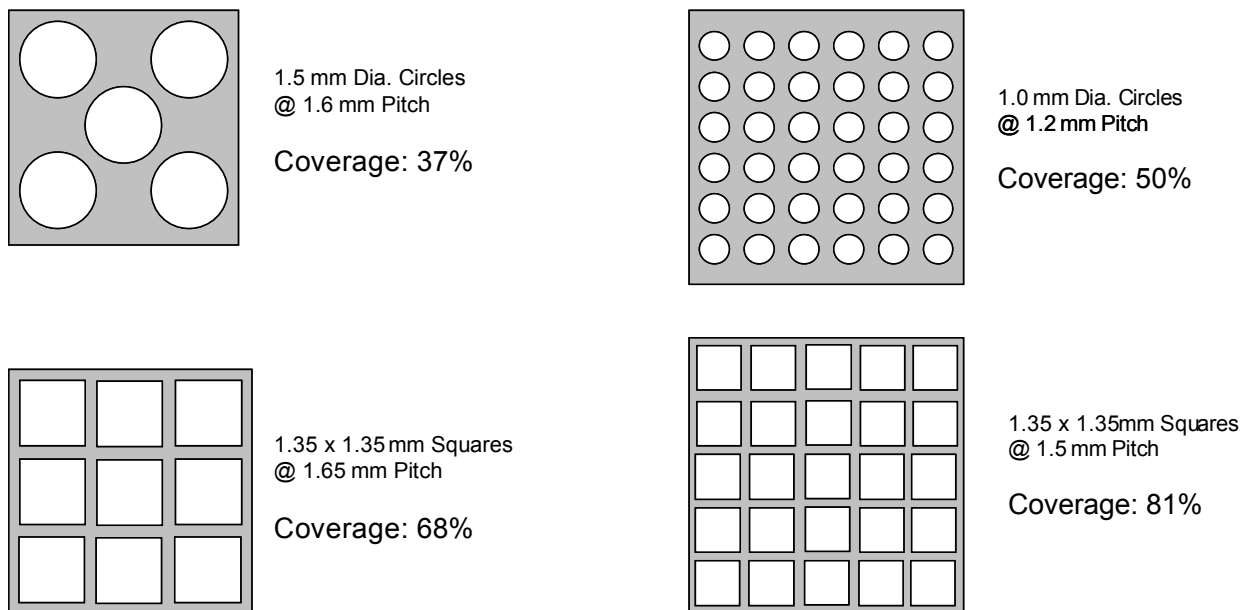 1.5 mm Dia. Circles
@ 1.6 mm Pitch
Coverage: 37%
1.0 mm Dia. Circles
@ 1.2 mm Pitch
Coverage: 50%
1.35 x 1.35 mm Squares
@ 1.65 mm Pitch
Coverage: 68%
1.35 x 1.35mm Squares
@ 1.5 mm Pitch
Coverage: 81%